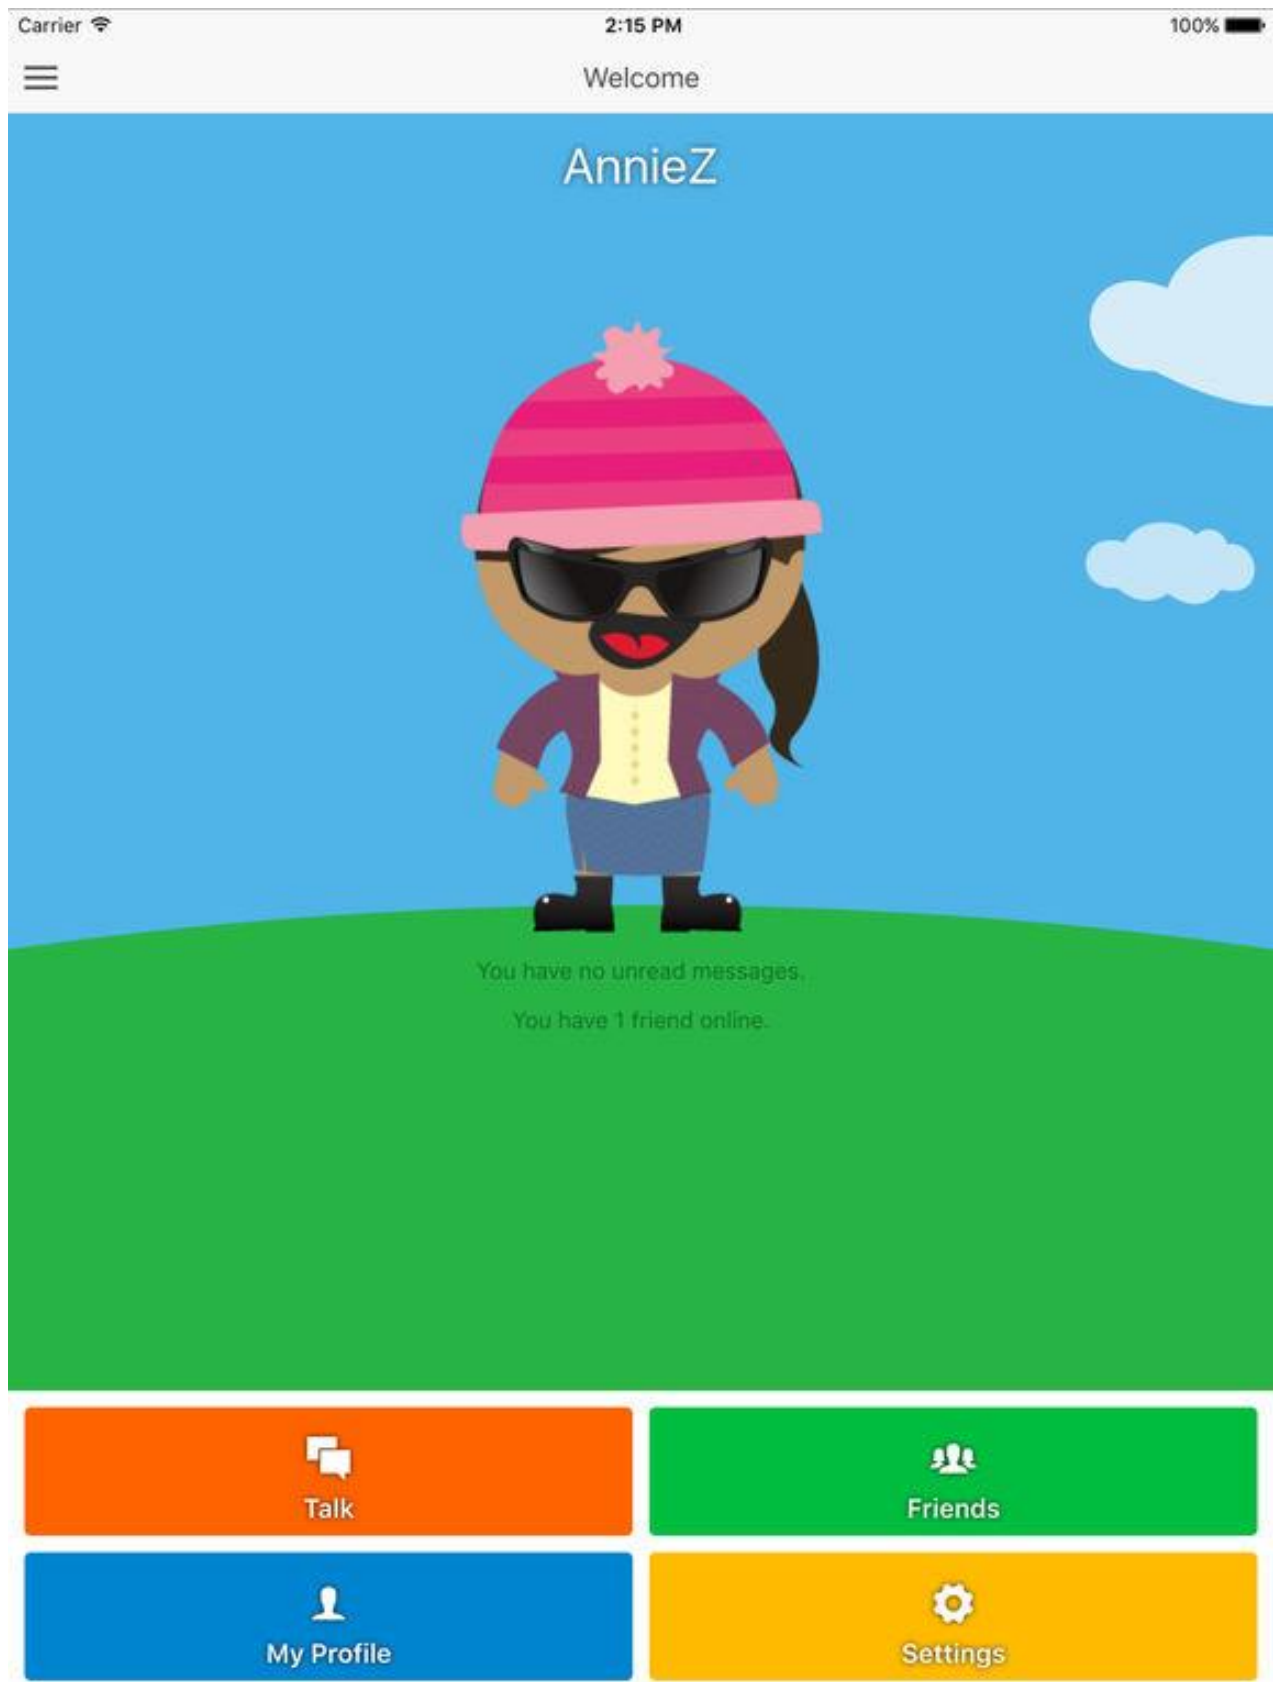 Carrier 2:15 PM 100%
Welcome
AnnieZ
You have no unread messages.
You have 1 friend online.
Talk
Friends
My Profile
Settings